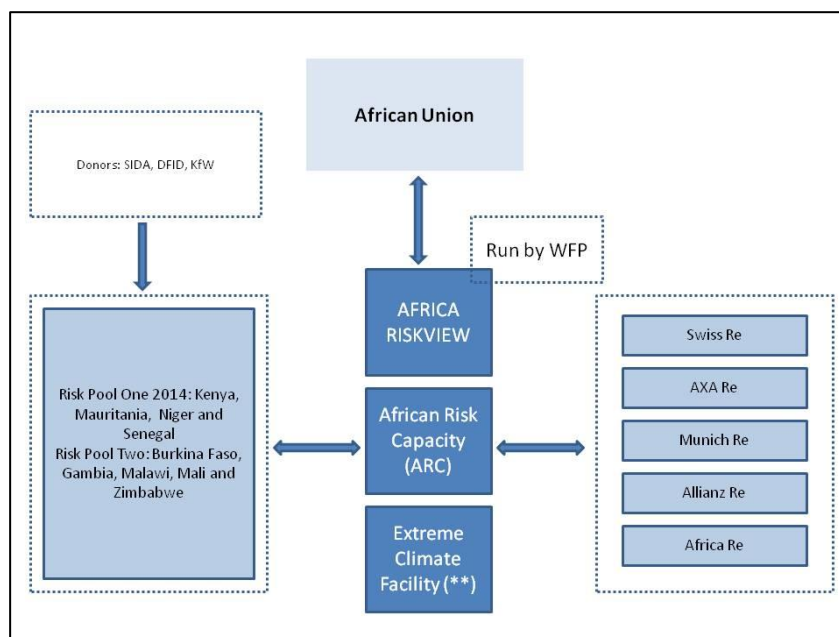 African Union
Donors: SIDA, DFID, KfW
Run by WFP
AFRICA
RISKVIEW
Risk Pool One 2014: Kenya,
Mauritania, Niger and
Senegal
Risk Pool Two: Burkina Faso,
Gambia, Malawi, Mali and
Zimbabwe
African Risk
Capacity
(ARC)
Extreme
Climate
Facility (**)
Swiss Re
AXA Re
Munich Re
Allianz Re
Africa Re